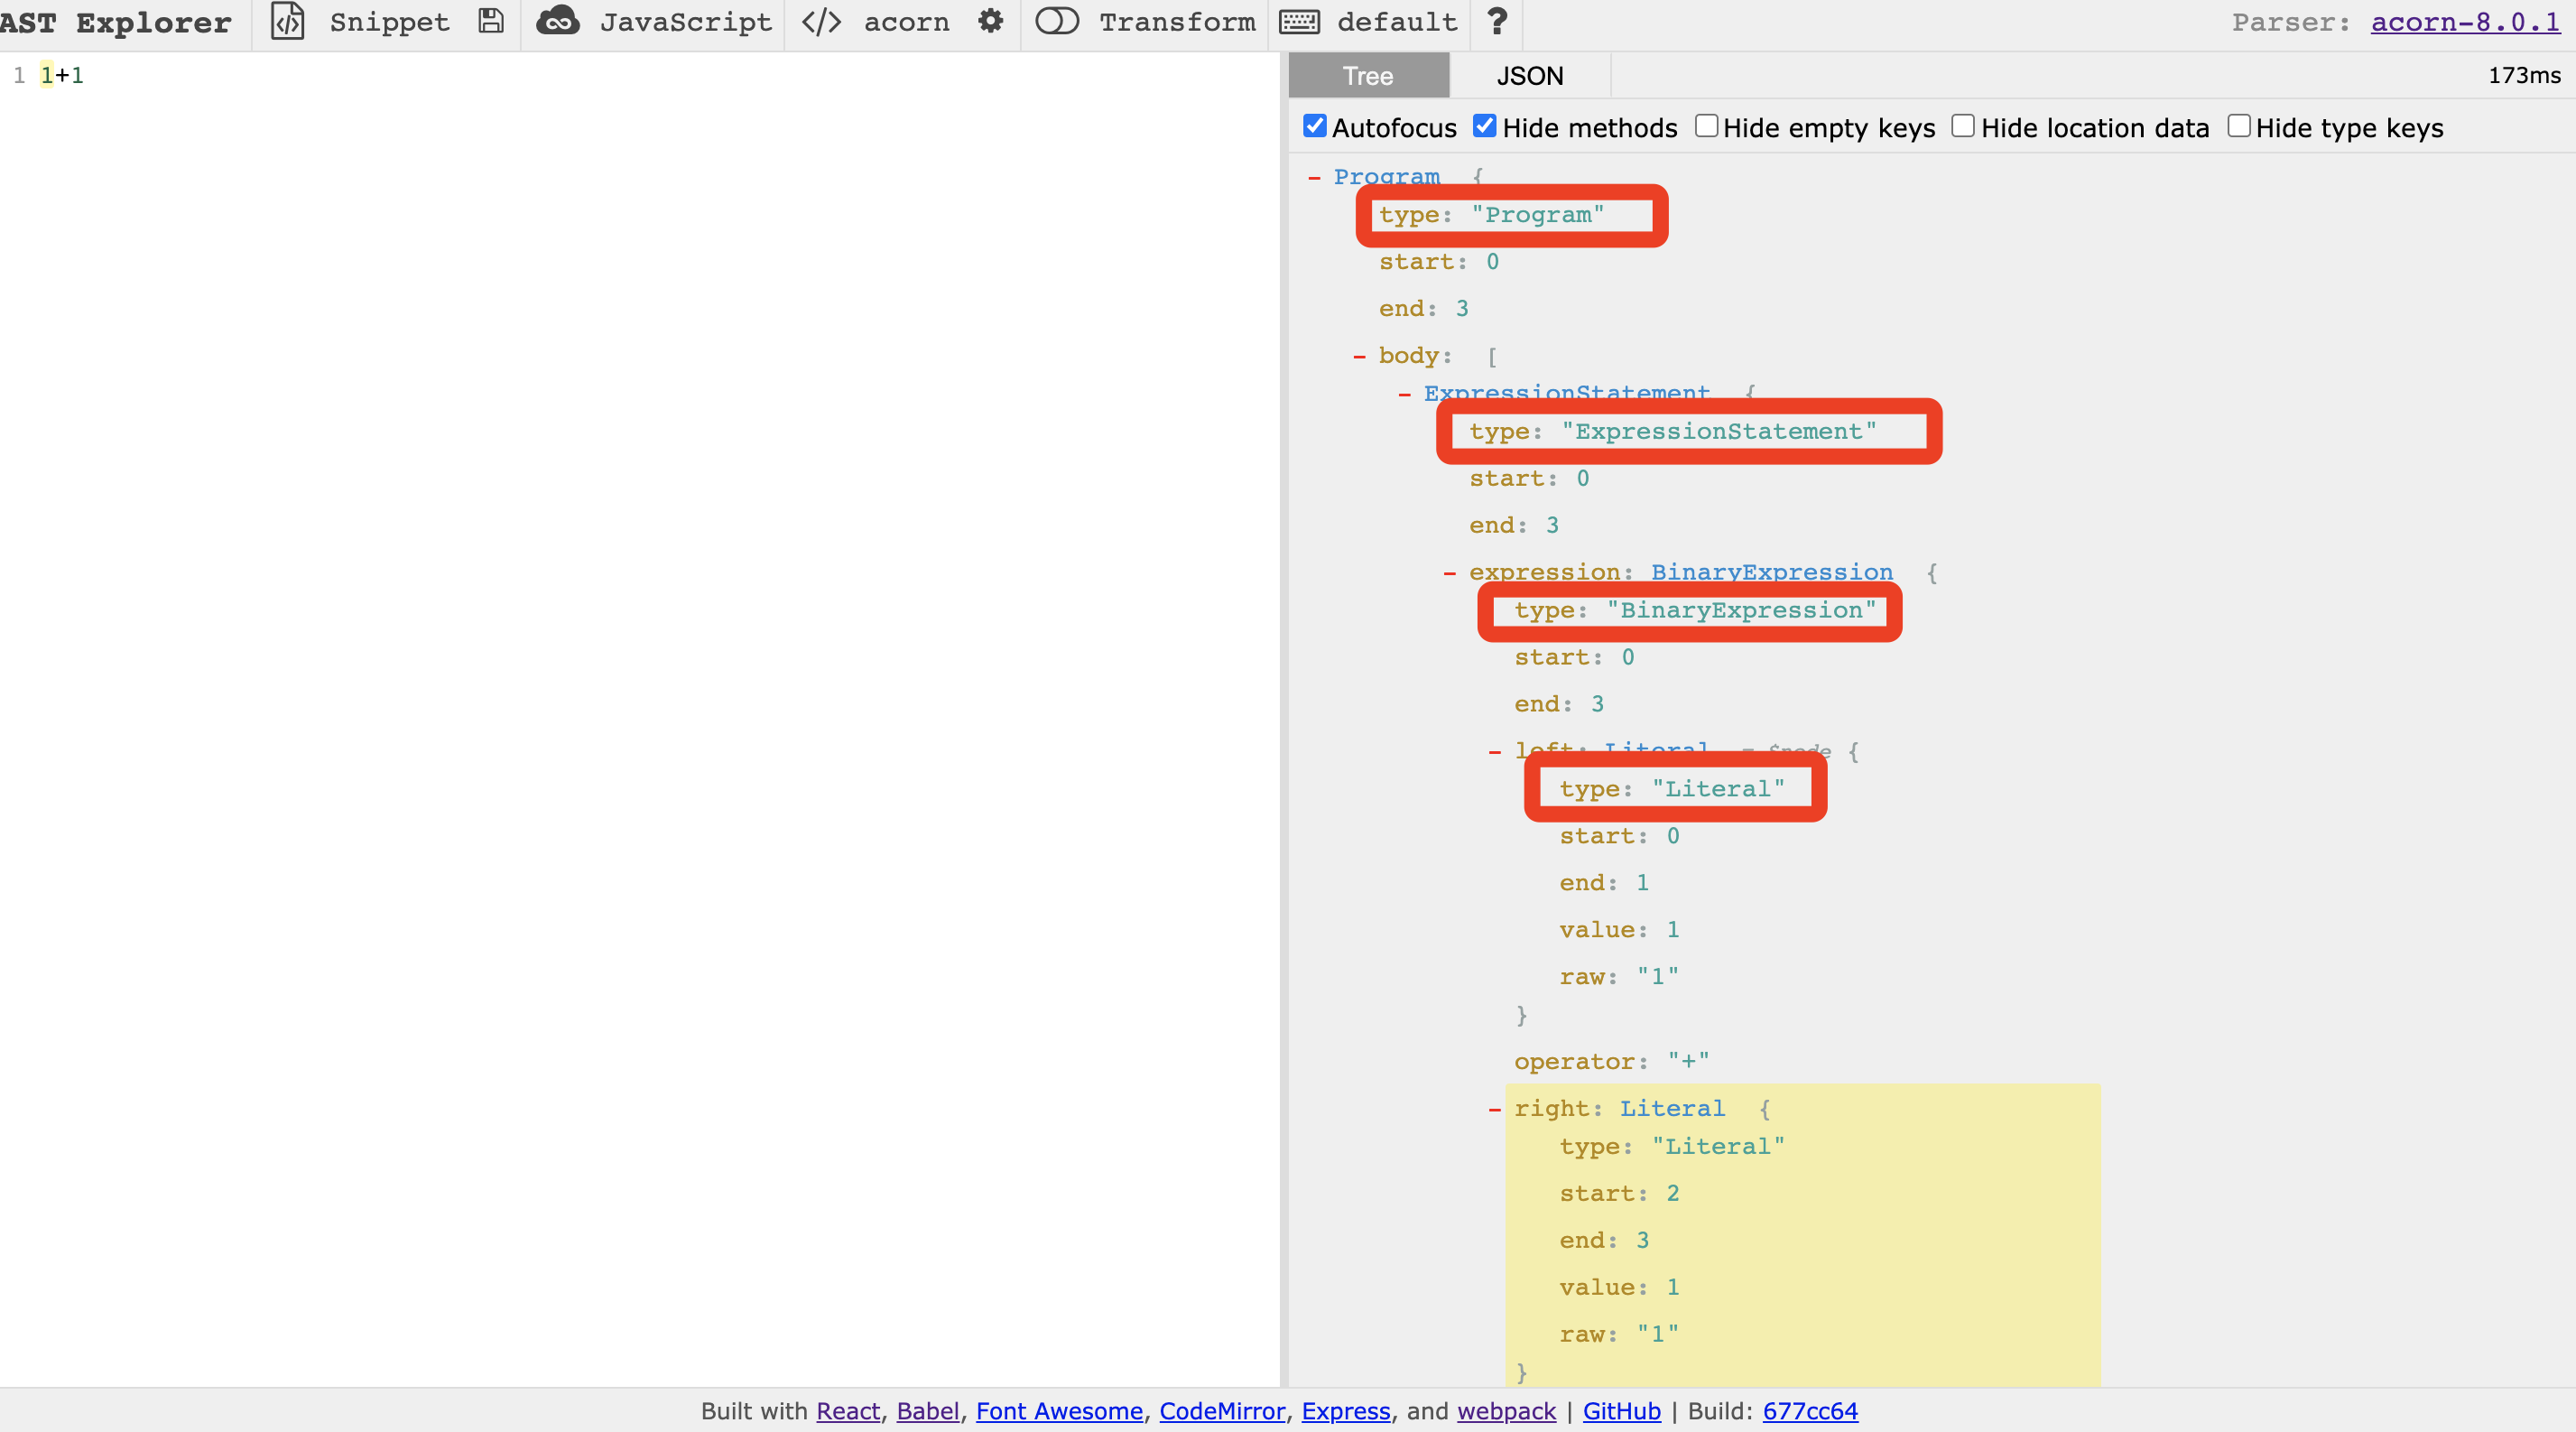 AST Explorer Snippet JavaScript </> acorn Transform default ? Parser: acorn-8.0.1
1 1+1
Tree JSON 173ms
Autofocus Hide methods Hide empty keys Hide location data Hide type keys
- Program {
type: "Program"
start: 0
end: 3
- body: [
- ExpressionStatement {
type: "ExpressionStatement"
start: 0
end: 3
- expression: BinaryExpression {
type: "BinaryExpression"
start: 0
end: 3
- left: Literal = $node {
type: "Literal"
start: 0
end: 1
value: 1
raw: "1"
}
operator: "+"
- right: Literal {
type: "Literal"
start: 2
end: 3
value: 1
raw: "1"
}
Built with React, Babel, Font Awesome, CodeMirror, Express, and webpack | GitHub | Build: 677cc64